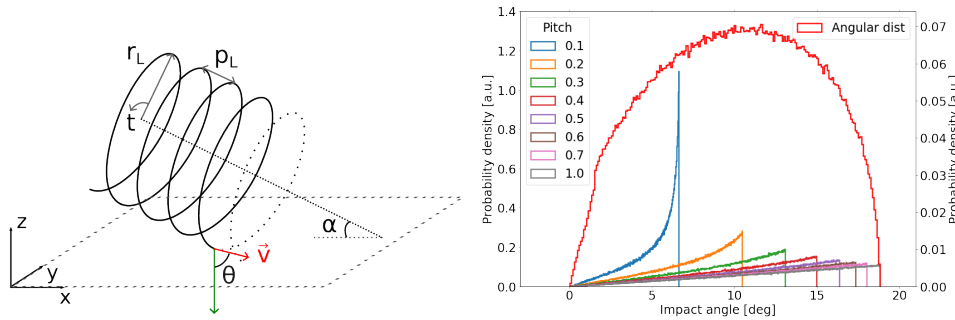 r_L
p_L
t
α
z
v⃗
y
θ
x
1.4
1.2
1.0
0.8
0.6
0.4
0.2
0.0
Probability density [a.u.]
Pitch
0.1
0.2
0.3
0.4
0.5
0.6
0.7
1.0
Angular dist
0.07
0.06
0.05
0.04
0.03
0.02
0.01
0.00
Probability density [a.u.]
0
5
10
15
20
Impact angle [deg]